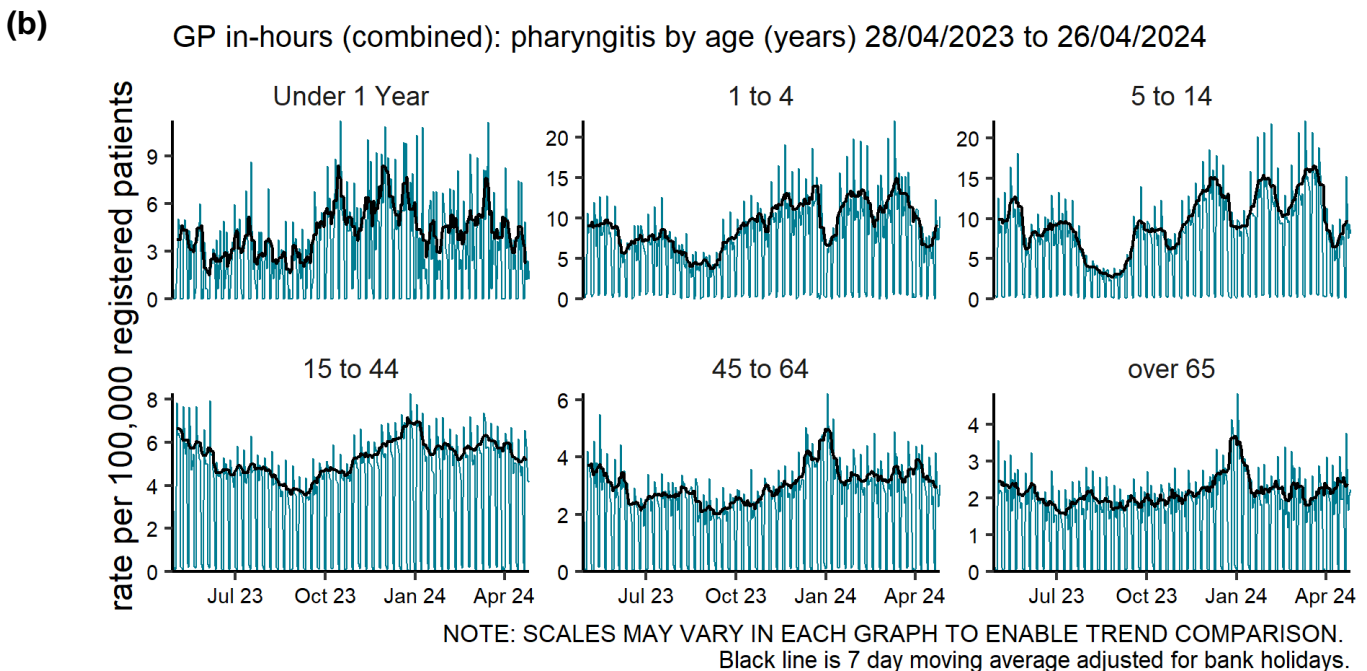 (b)
GP in-hours (combined): pharyngitis by age (years) 28/04/2023 to 26/04/2024
rate per 100,000 registered patients
Under 1 Year
9
6
3
0
1 to 4
20
15
10
5
0
5 to 14
20
15
10
5
0
15 to 44
8
6
4
2
0
Jul 23 Oct 23 Jan 24 Apr 24
45 to 64
6
4
2
0
Jul 23 Oct 23 Jan 24 Apr 24
over 65
4
3
2
1
0
Jul 23 Oct 23 Jan 24 Apr 24
NOTE: SCALES MAY VARY IN EACH GRAPH TO ENABLE TREND COMPARISON.
Black line is 7 day moving average adjusted for bank holidays.